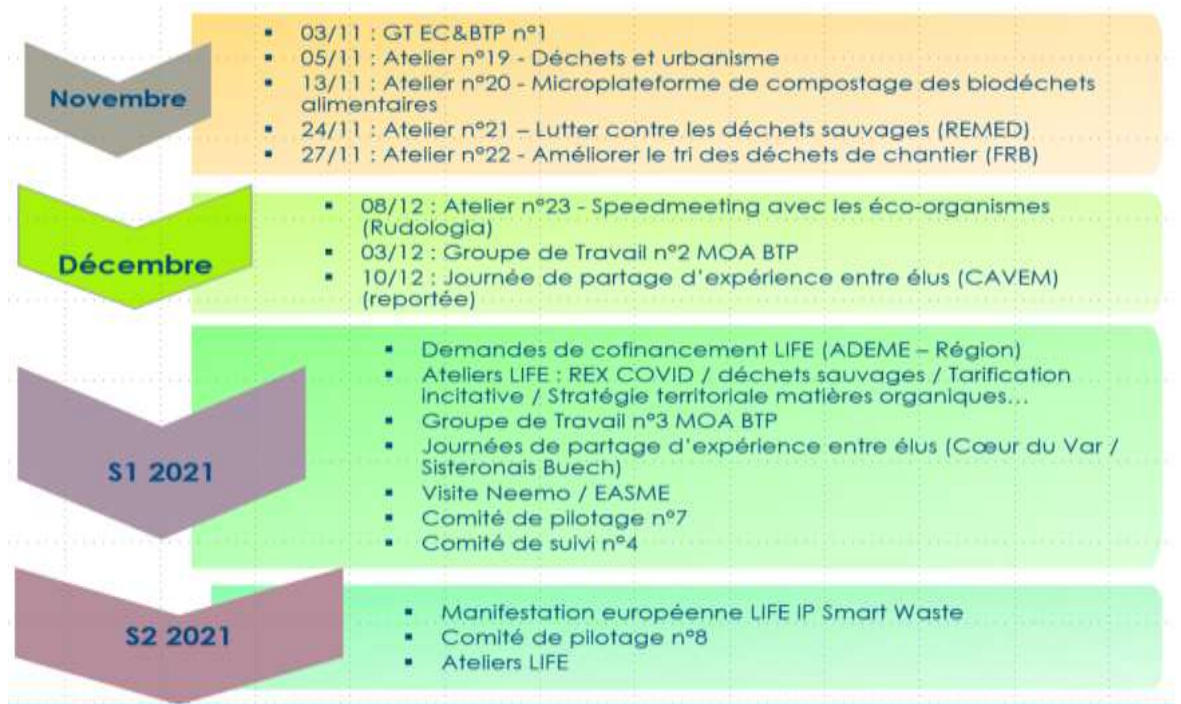 Novembre
▪ 03/11 : GT EC&BTP n°1
▪ 05/11 : Atelier n°19 - Déchets et urbanisme
▪ 13/11 : Atelier n°20 - Microplateforme de compostage des biodéchets
alimentaires
▪ 24/11 : Atelier n°21 – Lutter contre les déchets sauvages (REMED)
▪ 27/11 : Atelier n°22 - Améliorer le tri des déchets de chantier (FRB)
Décembre
▪ 08/12 : Atelier n°23 - Speedmeeting avec les éco-organismes
(Rudologia)
▪ 03/12 : Groupe de Travail n°2 MOA BTP
▪ 10/12 : Journée de partage d'expérience entre élus (CAVEM)
(reportée)
S1 2021
▪ Demandes de cofinancement LIFE (ADEME – Région)
▪ Ateliers LIFE : REX COVID / déchets sauvages / Tarification
Incitative / Stratégie territoriale matières organiques…
▪ Groupe de Travail n°3 MOA BTP
▪ Journées de partage d'expérience entre élus (Cœur du Var /
Sisteronais Buech)
▪ Visite Neemo / EASME
▪ Comité de pilotage n°7
▪ Comité de suivi n°4
S2 2021
▪ Manifestation européenne LIFE IP Smart Waste
▪ Comité de pilotage n°8
▪ Ateliers LIFE